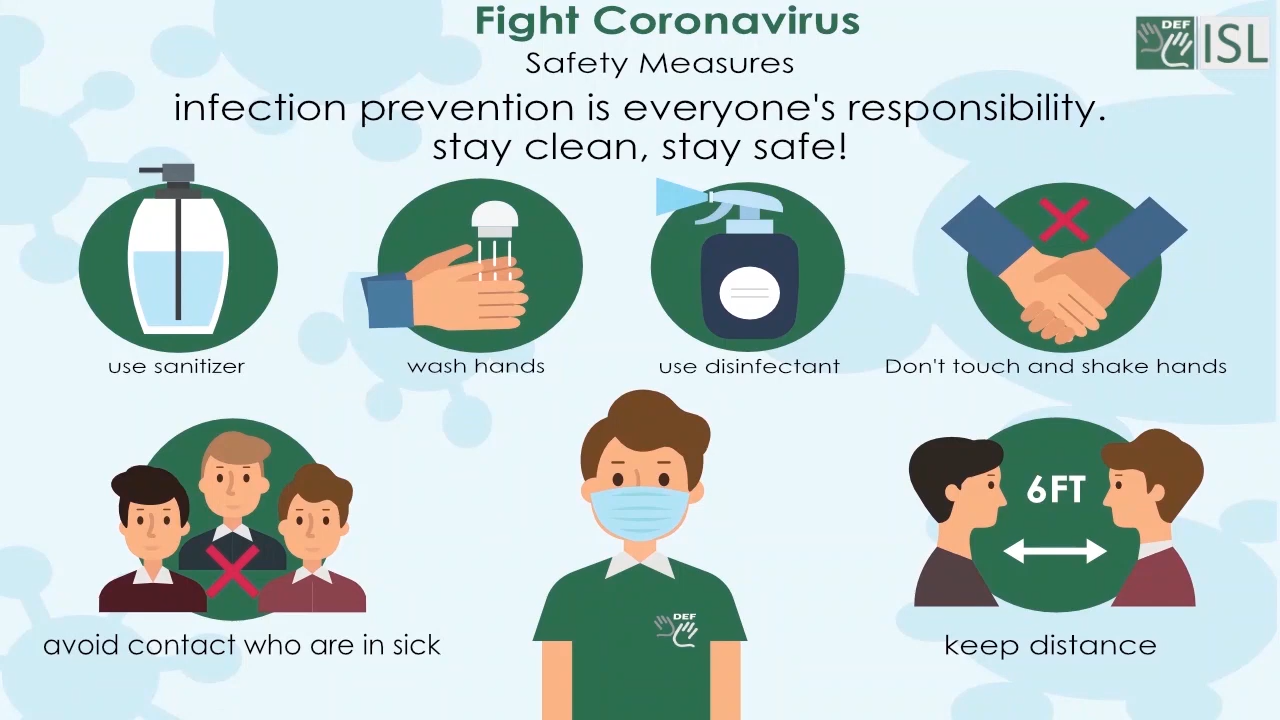 Fight Coronavirus
DEF
ISL
Safety Measures
infection prevention is everyone's responsibility.
stay clean, stay safe!
use sanitizer
wash hands
use disinfectant
Don't touch and shake hands
6FT
DEF
avoid contact who are in sick
keep distance